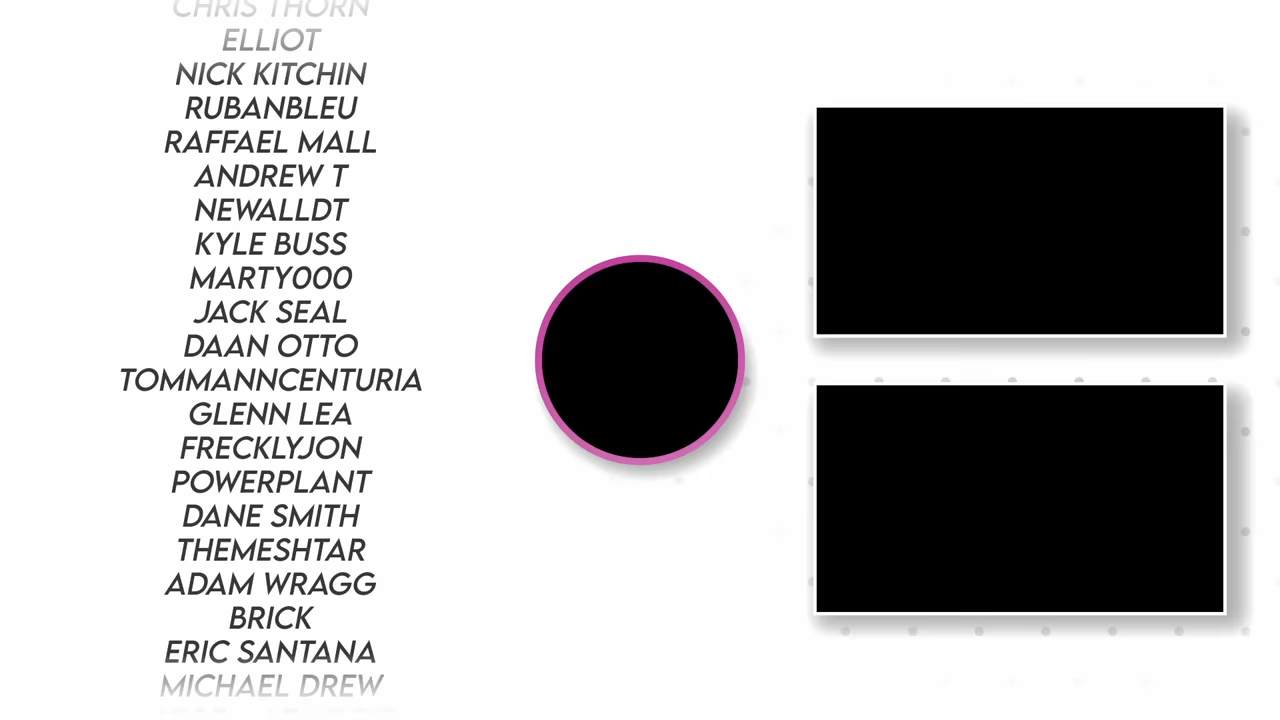 CHRIS THORN
ELLIOT
NICK KITCHIN
RUBANBLEU
RAFFAEL MALL
ANDREW T
NEWALLDT
KYLE BUSS
MARTY000
JACK SEAL
DAAN OTTO
TOMMANNCENTURIA
GLENN LEA
FRECKLYJON
POWERPLANT
DANE SMITH
THEMESHTAR
ADAM WRAGG
BRICK
ERIC SANTANA
MICHAEL DREW